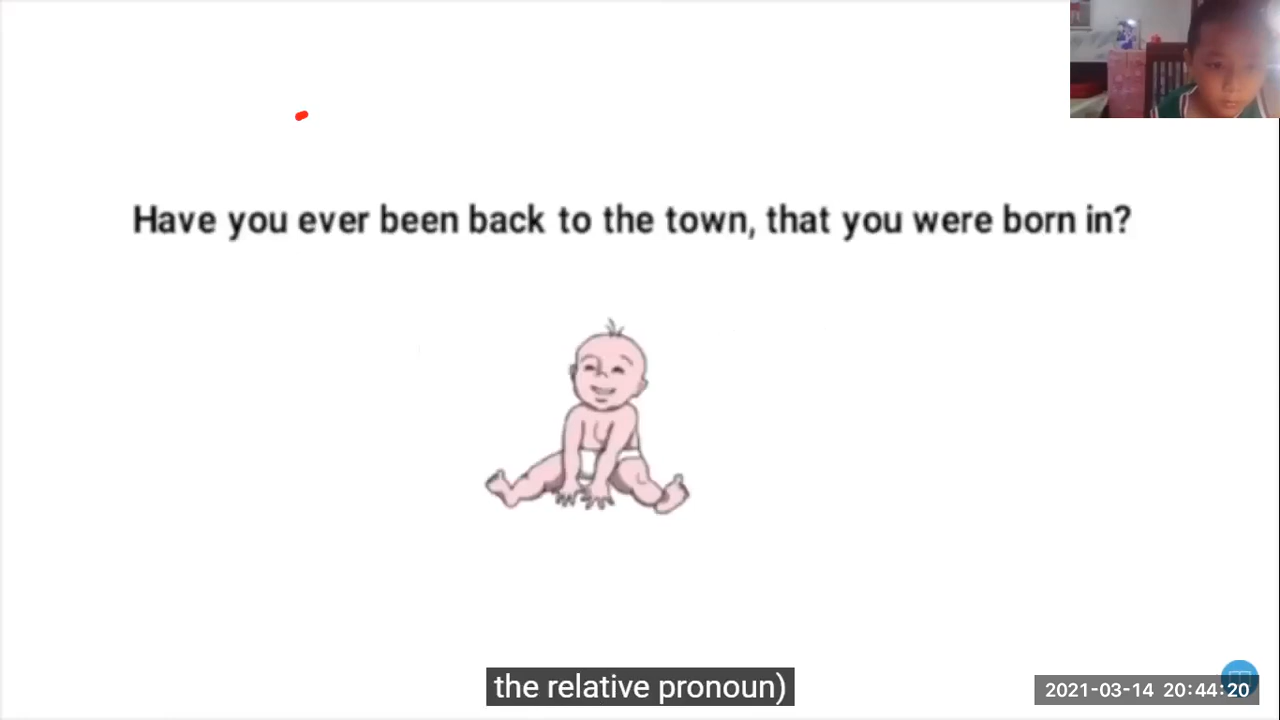 Have you ever been back to the town, that you were born in?
the relative pronoun)
2021-03-14 20:44:20